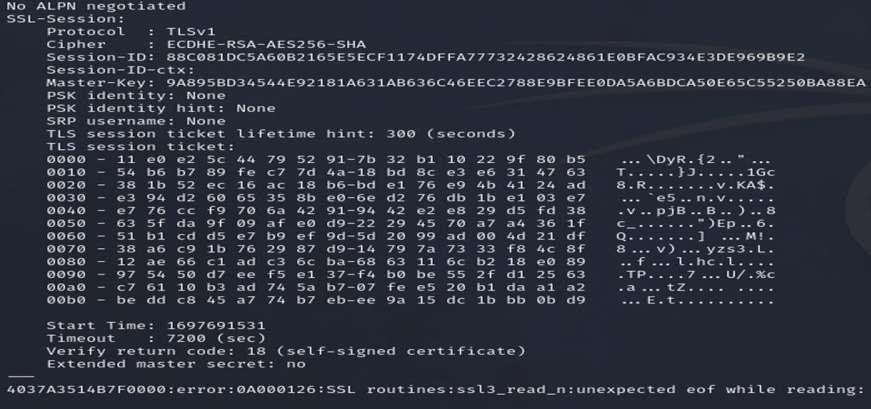 No ALPN negotiated
SSL-Session:
Protocol : TLSv1
Cipher : ECDHE-RSA-AES256-SHA
Session-ID: 88C081DC5A60B2165E5ECF1174DFFA77732428624861E0BFAC934E3DE969B9E2
Session-ID-ctx:
Master-Key: 9A895BD34544E92181A631AB636C46EEC2788E9BFEE0DA5A6BDCA50E65C55250BA88EA
PSK identity: None
PSK identity hint: None
SRP username: None
TLS session ticket lifetime hint: 300 (seconds)
TLS session ticket:
0000 - 11 e0 e2 5c 44 79 52 91-7b 32 b1 10 22 9f 80 b5 ...\DyR.{2.."...
0010 - 54 b6 b7 89 fe c7 7d 4a-18 bd 8c e3 e6 31 47 63 T.....}J.....1Gc
0020 - 38 1b 52 ec 16 ac 18 b6-bd e1 76 e9 4b 41 24 ad 8.R.......v.KA$.
0030 - e3 94 d2 60 65 35 8b e0-6e d2 76 db 1b e1 03 e7 ...`e5..n.v.....
0040 - e7 76 cc f9 70 6a 42 91-94 42 e2 e8 29 d5 fd 38 .v..pjB..B..)..8
0050 - 63 5f da 9f 09 af e0 d9-22 29 45 70 a7 a4 36 1f c_......")Ep..6.
0060 - 51 b1 cd d5 e7 b9 ef 9d-5d 20 99 ad 00 4d 21 df Q.......] ...M!.
0070 - 38 a6 c9 1b 76 29 87 d9-14 79 7a 73 33 f8 4c 8f 8...v)...yzs3.L.
0080 - 12 ae 66 c1 ad c3 6c ba-68 63 11 6c b2 18 e0 89 ..f...l.hc.l....
0090 - 97 54 50 d7 ee f5 e1 37-f4 b0 be 55 2f d1 25 63 .TP....7...U/.%c
00a0 - c7 61 10 b3 ad 74 5a b7-07 fe e5 20 b1 da a1 a2 .a...tZ.... ....
00b0 - be dd c8 45 a7 74 b7 eb-ee 9a 15 dc 1b bb 0b d9 ...E.t..........
Start Time: 1697691531
Timeout : 7200 (sec)
Verify return code: 18 (self-signed certificate)
Extended master secret: no
---
4037A3514B7F0000:error:0A000126:SSL routines:ssl3_read_n:unexpected eof while reading: